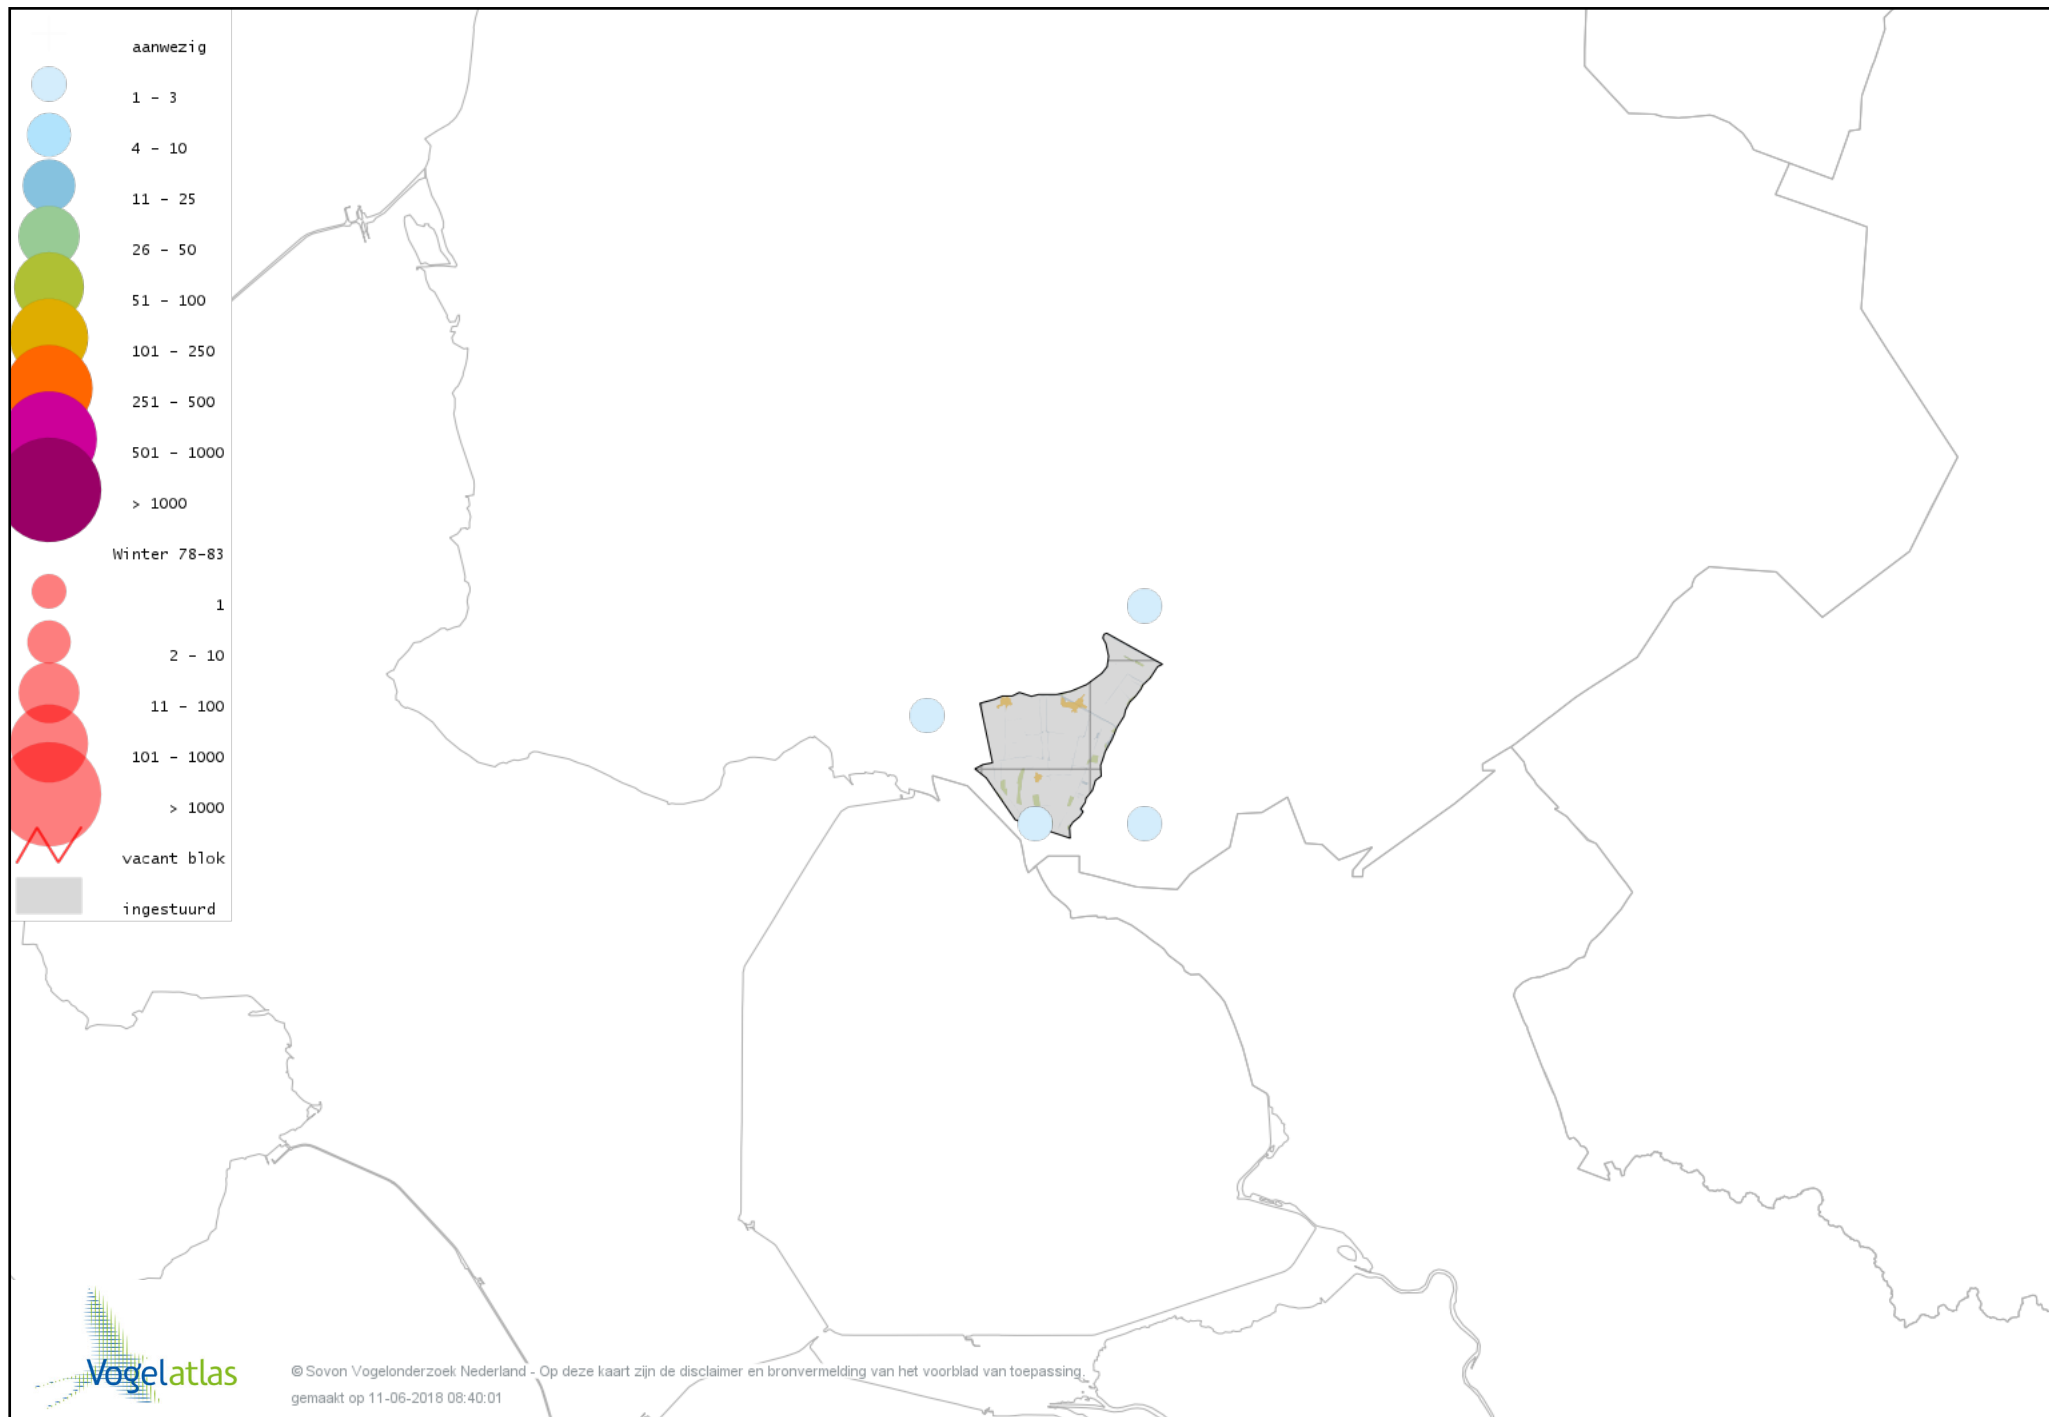 aanwezig
1 - 3
4 - 10
11 - 25
26 - 50
51 - 100
101 - 250
251 - 500
501 - 1000
> 1000
Winter 78-83
1
2 - 10
11 - 100
101 - 1000
> 1000
vacant blok
ingestuurd
Vogelatlas
© Sovon Vogelonderzoek Nederland - Op deze kaart zijn de disclaimer en bronvermelding van het voorblad van toepassing.
gemaakt op 11-06-2018 08:40:01